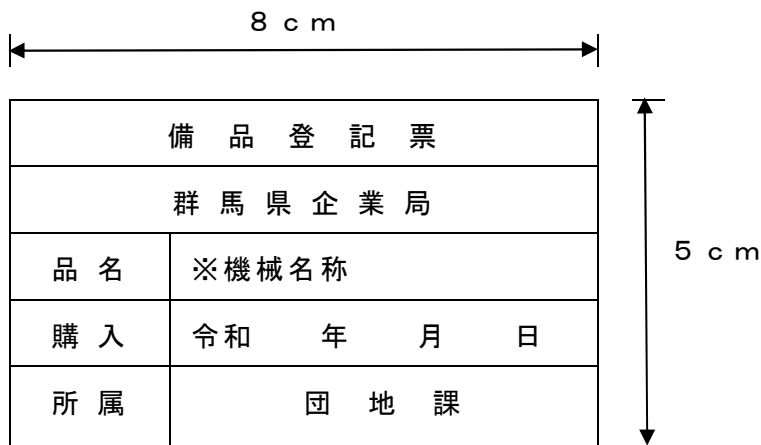 ８ｃｍ
備品登記票
群馬県企業局
５ｃｍ
品名 ※機械名称
購入 令和 年 月 日
所属 団地課